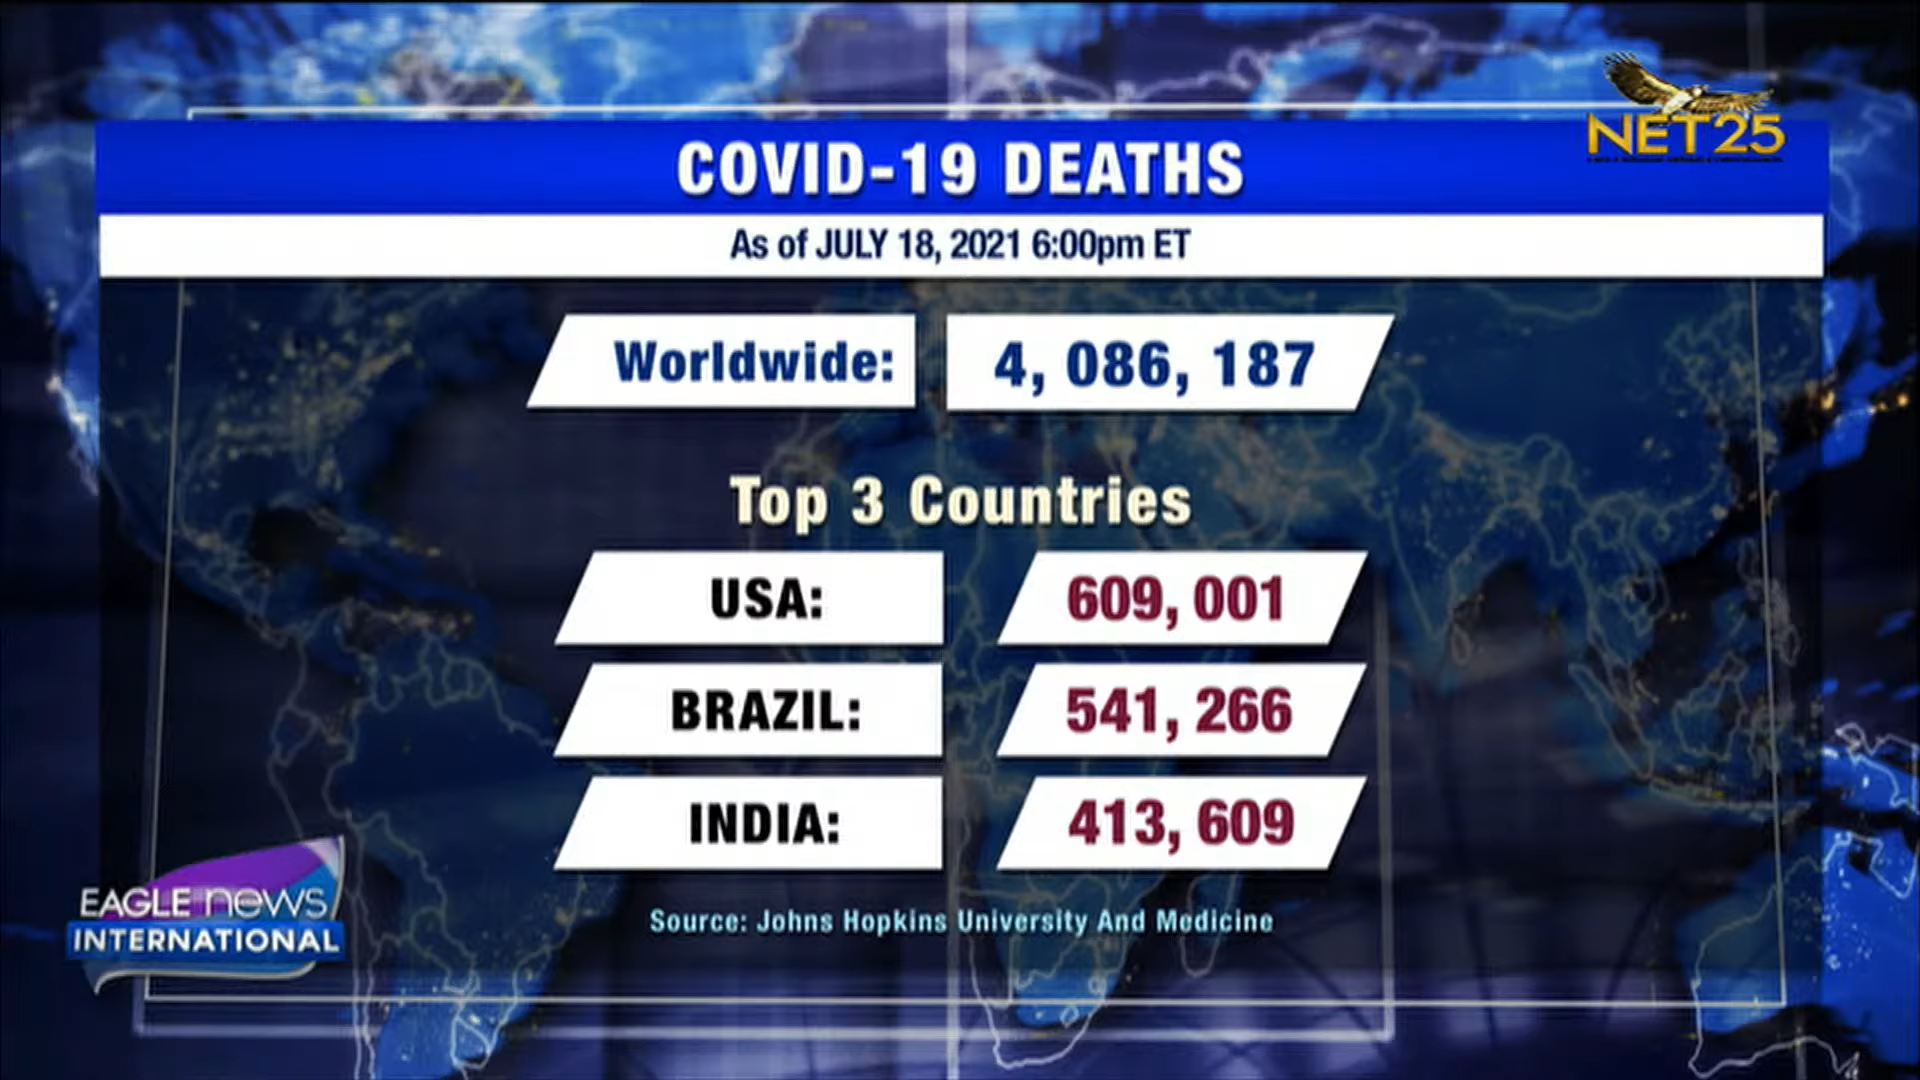 NET25
COVID-19 DEATHS
As of JULY 18, 2021 6:00pm ET
Worldwide: 4, 086, 187
Top 3 Countries
USA: 609, 001
BRAZIL: 541, 266
INDIA: 413, 609
Source: Johns Hopkins University And Medicine
EAGLE news
INTERNATIONAL